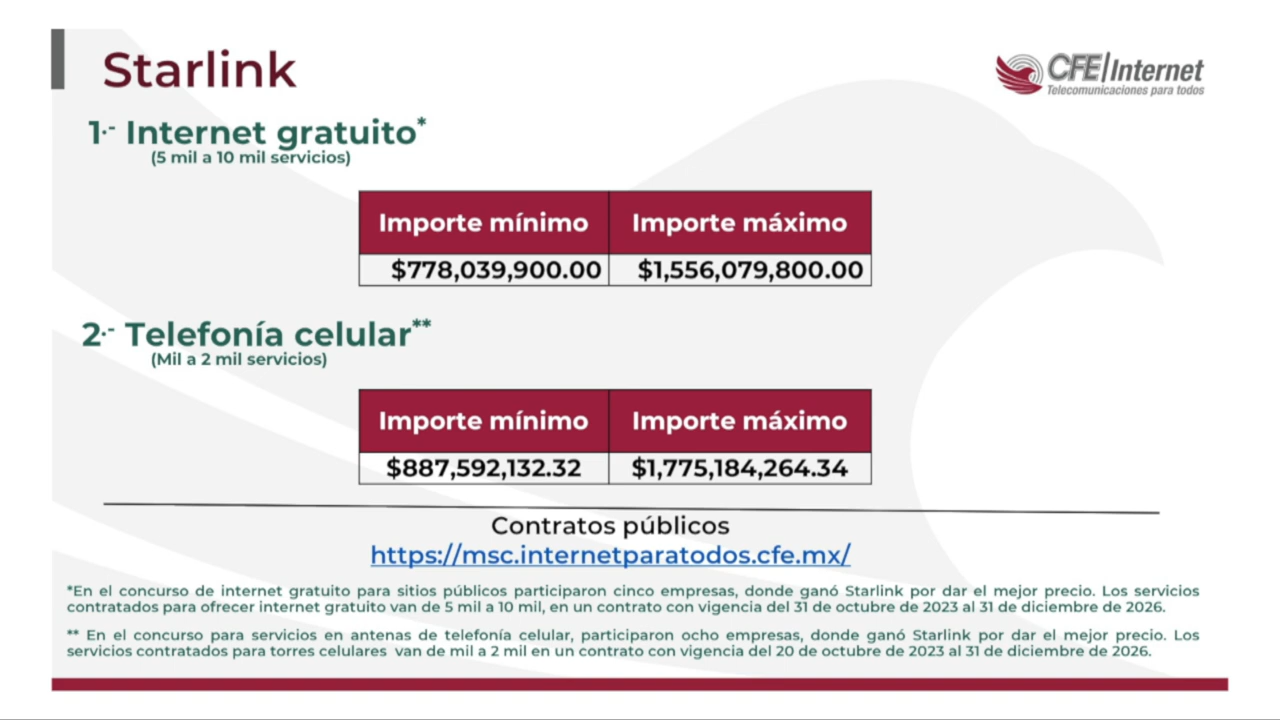 Starlink
CFE/Internet
Telecomunicaciones para todos
1.- Internet gratuito*
(5 mil a 10 mil servicios)
Importe mínimo Importe máximo
$778,039,900.00 $1,556,079,800.00
2.- Telefonía celular**
(Mil a 2 mil servicios)
Importe mínimo Importe máximo
$887,592,132.32 $1,775,184,264.34
Contratos públicos
https://msc.internetparatodos.cfe.mx/
*En el concurso de internet gratuito para sitios públicos participaron cinco empresas, donde ganó Starlink por dar el mejor precio. Los servicios
contratados para ofrecer internet gratuito van de 5 mil a 10 mil, en un contrato con vigencia del 31 de octubre de 2023 al 31 de diciembre de 2026.
** En el concurso para servicios en antenas de telefonía celular, participaron ocho empresas, donde ganó Starlink por dar el mejor precio. Los
servicios contratados para torres celulares van de mil a 2 mil en un contrato con vigencia del 20 de octubre de 2023 al 31 de diciembre de 2026.